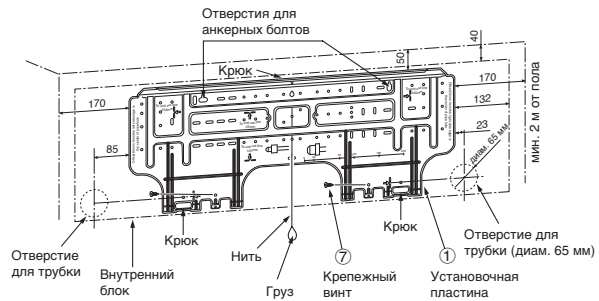 Отверстия для
анкерных болтов
40
50
Крюк
170
170
132
мин. 2 м от пола
85
23
диам. 65 мм
Отверстие
для трубки
Крюк
Внутренний
блок
Нить
Груз
⑦
Крепежный
винт
Крюк
①
Установочная
пластина
Отверстие для
трубки (диам. 65 мм)